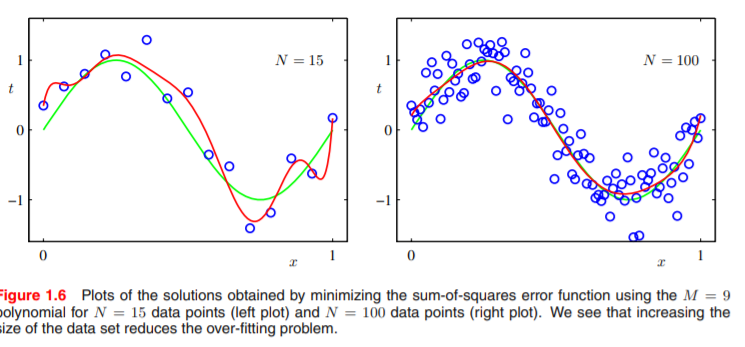 1
t
0
−1
N = 15
0
x
1
1
t
0
−1
N = 100
0
x
1
Figure 1.6 Plots of the solutions obtained by minimizing the sum-of-squares error function using the M = 9
polynomial for N = 15 data points (left plot) and N = 100 data points (right plot). We see that increasing the
size of the data set reduces the over-fitting problem.